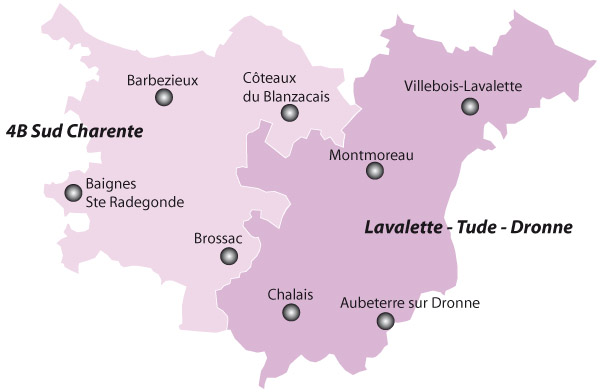 Barbezieux
Côteaux
du Blanzacais
Villebois-Lavalette
4B Sud Charente
Montmoreau
Baignes
Ste Radegonde
Lavalette - Tude - Dronne
Brossac
Chalais
Aubeterre sur Dronne